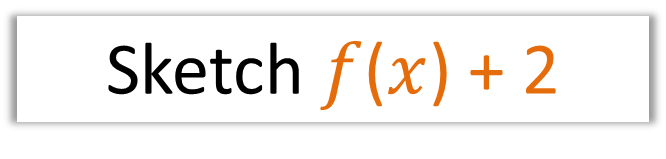 Sketch f(x) + 2